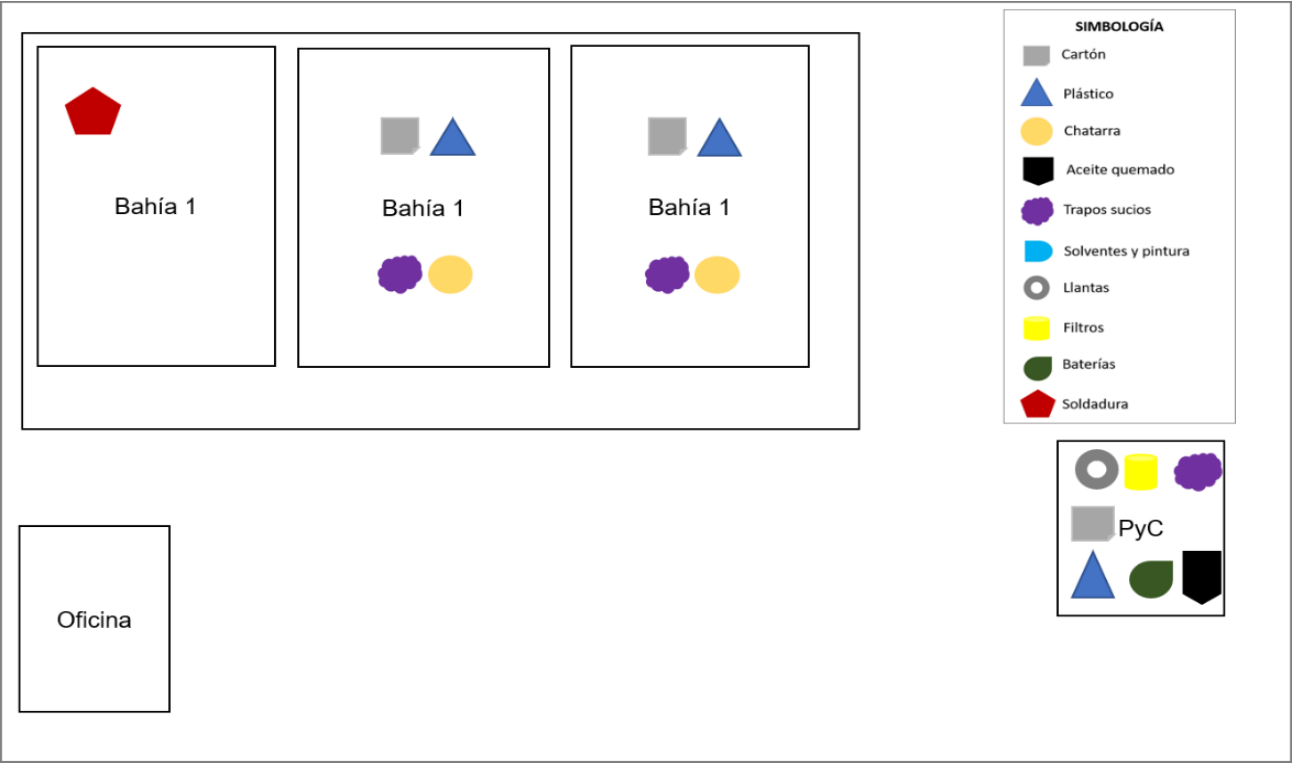 SIMBOLOGÍA
Cartón
Plástico
Chatarra
Aceite quemado
Trapos sucios
Solventes y pintura
Llantas
Filtros
Baterías
Soldadura
Bahía 1
Bahía 1
Bahía 1
PyC
Oficina